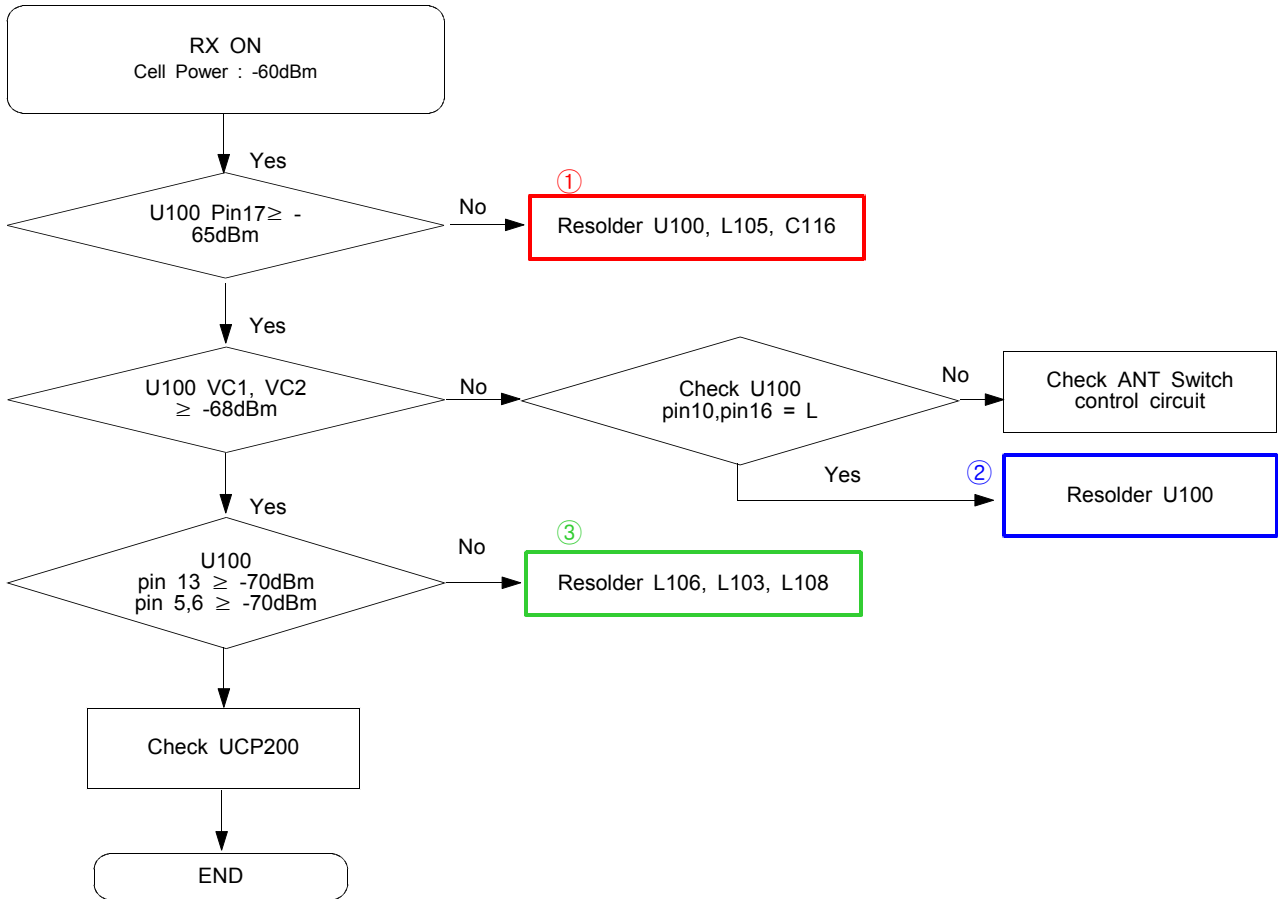 RX ON
Cell Power : -60dBm
Yes
①
U100 Pin17≥ -
65dBm
No
Resolder U100, L105, C116
Yes
U100 VC1, VC2
≥ -68dBm
No
Check U100
pin10,pin16 = L
No
Check ANT Switch
control circuit
Yes
②
Resolder U100
Yes
③
U100
pin 13 ≥ -70dBm
pin 5,6 ≥ -70dBm
No
Resolder L106, L103, L108
Check UCP200
END